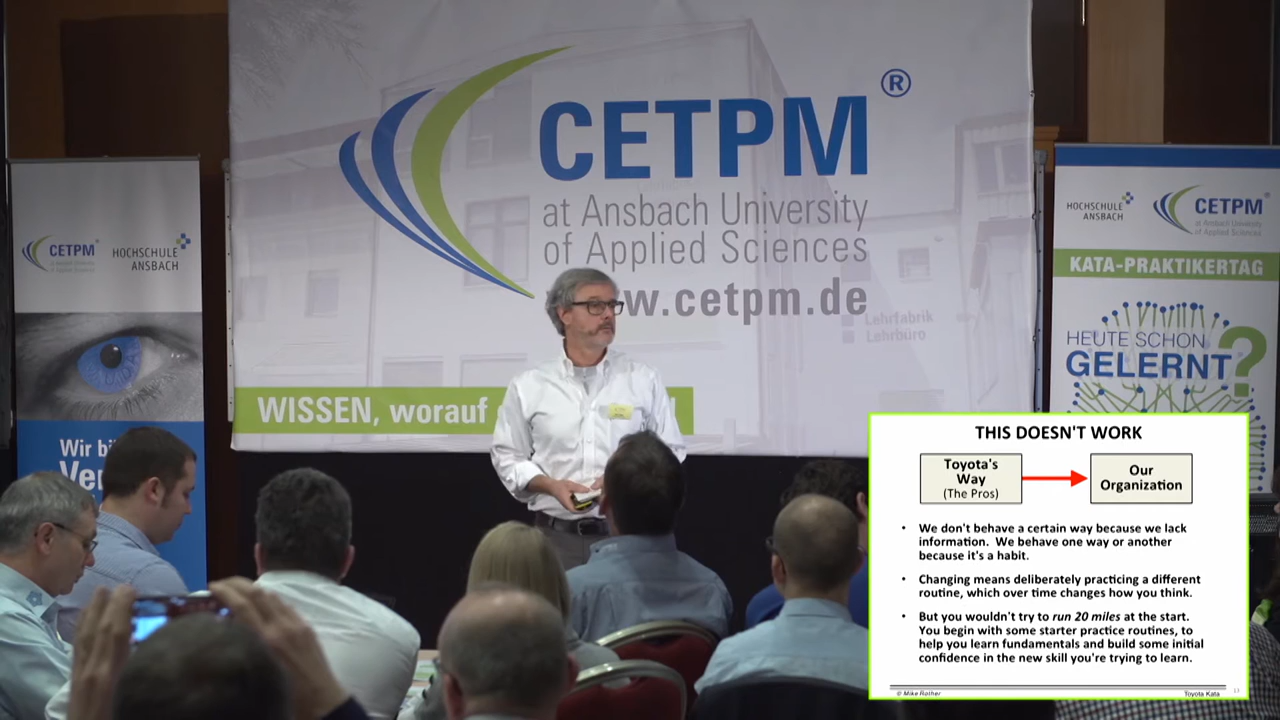 CETPM®
at Ansbach University
of Applied Sciences
www.cetpm.de
Lehrfabrik
Lehrbüro
WISSEN, worauf
CETPM
HOCHSCHULE
ANSBACH
Wir
HOCHSCHULE
ANSBACH
CETPM®
at Ansbach University
of Applied Sciences
KATA-PRAKTIKERTAG
HEUTE SCHON
GELERNT?
THIS DOESN'T WORK
Toyota's
Way
(The Pros)
Our
Organization
• We don't behave a certain way because we lack
information. We behave one way or another
because it's a habit.
• Changing means deliberately practicing a different
routine, which over time changes how you think.
• But you wouldn't try to run 20 miles at the start.
You begin with some starter practice routines, to
help you learn fundamentals and build some initial
confidence in the new skill you're trying to learn.
© Mike Rother
Toyota Kata